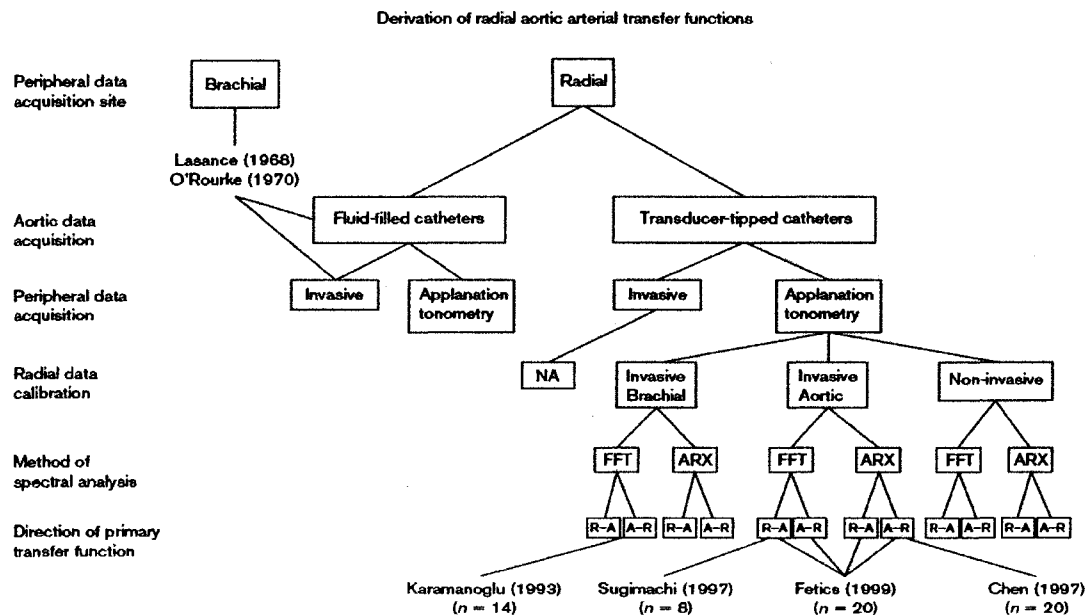 Derivation of radial aortic arterial transfer functions
Peripheral data
acquisition site
Brachial
Radial
Lasance (1968)
O'Rourke (1970)
Aortic data
acquisition
Fluid-filled catheters
Transducer-tipped catheters
Peripheral data
acquisition
Invasive
Applanation
tonometry
Invasive
Applanation
tonometry
Radial data
calibration
NA
Invasive
Brachial
Invasive
Aortic
Non-invasive
Method of
spectral analysis
FFT
ARX
FFT
ARX
FFT
ARX
Direction of primary
transfer function
R–A
A–R
R–A
A–R
R–A
A–R
R–A
A–R
R–A
A–R
R–A
A–R
Karamanoglu (1993)
(n = 14)
Sugimachi (1997)
(n = 8)
Fetics (1999)
(n = 20)
Chen (1997)
(n = 20)